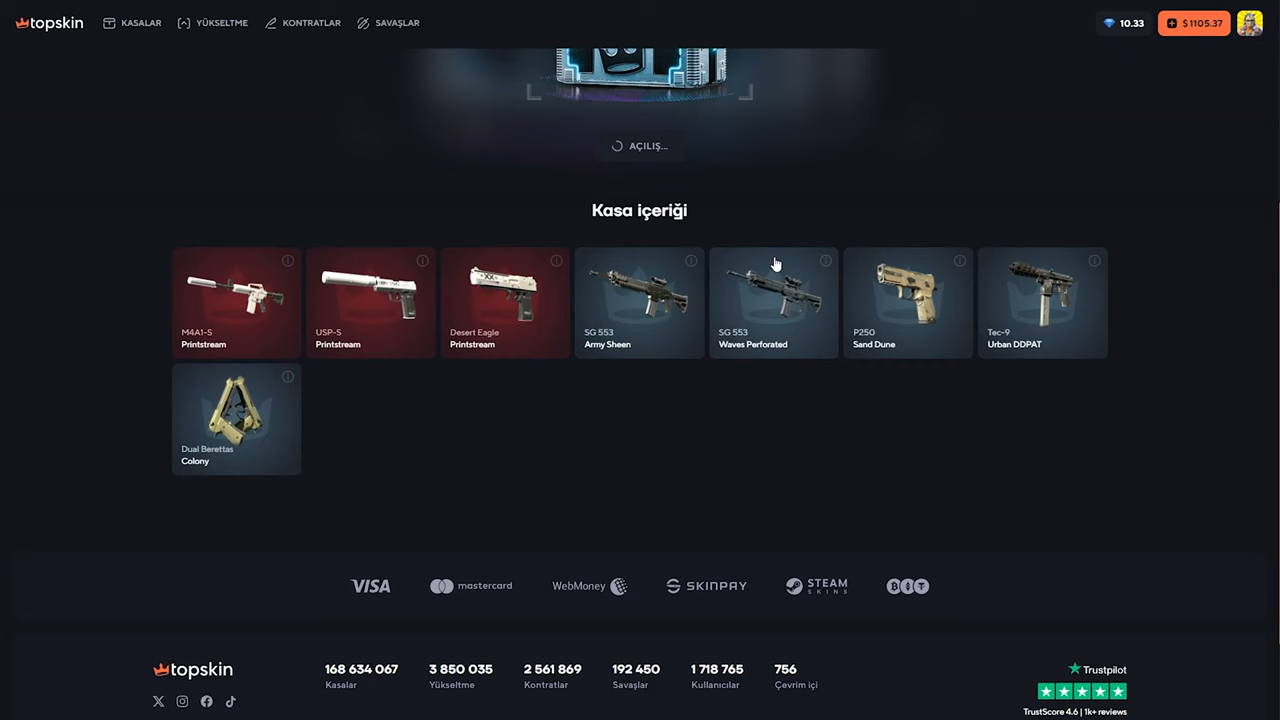 topskin
KASALAR
YÜKSELTME
KONTRATLAR
SAVAŞLAR
10.33
$ 1105.37
AÇILIŞ...
Kasa içeriği
M4A1-S
Printstream
USP-S
Printstream
Desert Eagle
Printstream
SG 553
Army Sheen
SG 553
Waves Perforated
P250
Sand Dune
Tec-9
Urban DDPAT
Dual Berettas
Colony
VISA
mastercard
WebMoney
SKINPAY
STEAM
SKINS
topskin
168 634 067
Kasalar
3 850 035
Yükseltme
2 561 869
Kontratlar
192 450
Savaşlar
1 718 765
Kullanıcılar
756
Çevrim içi
Trustpilot
TrustScore 4.6 | 1k+ reviews